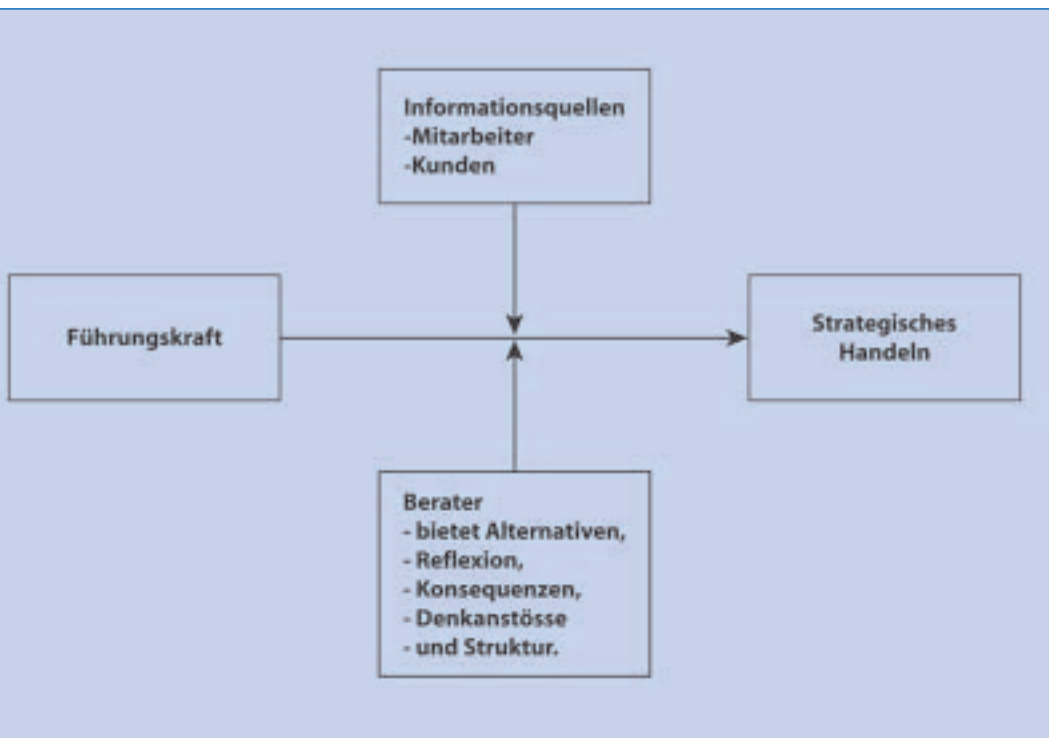 Informationsquellen
-Mitarbeiter
-Kunden
Führungskraft
Strategisches
Handeln
Berater
- bietet Alternativen,
- Reflexion,
- Konsequenzen,
- Denkanstösse
- und Struktur.